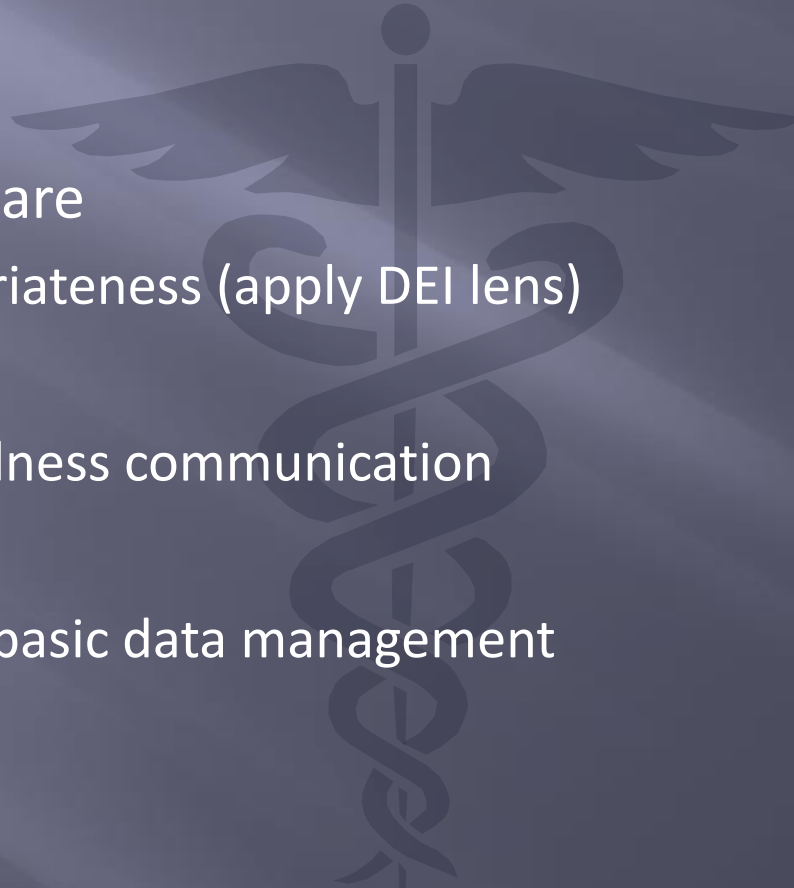 are
riateness (apply DEI lens)
lness communication
basic data management